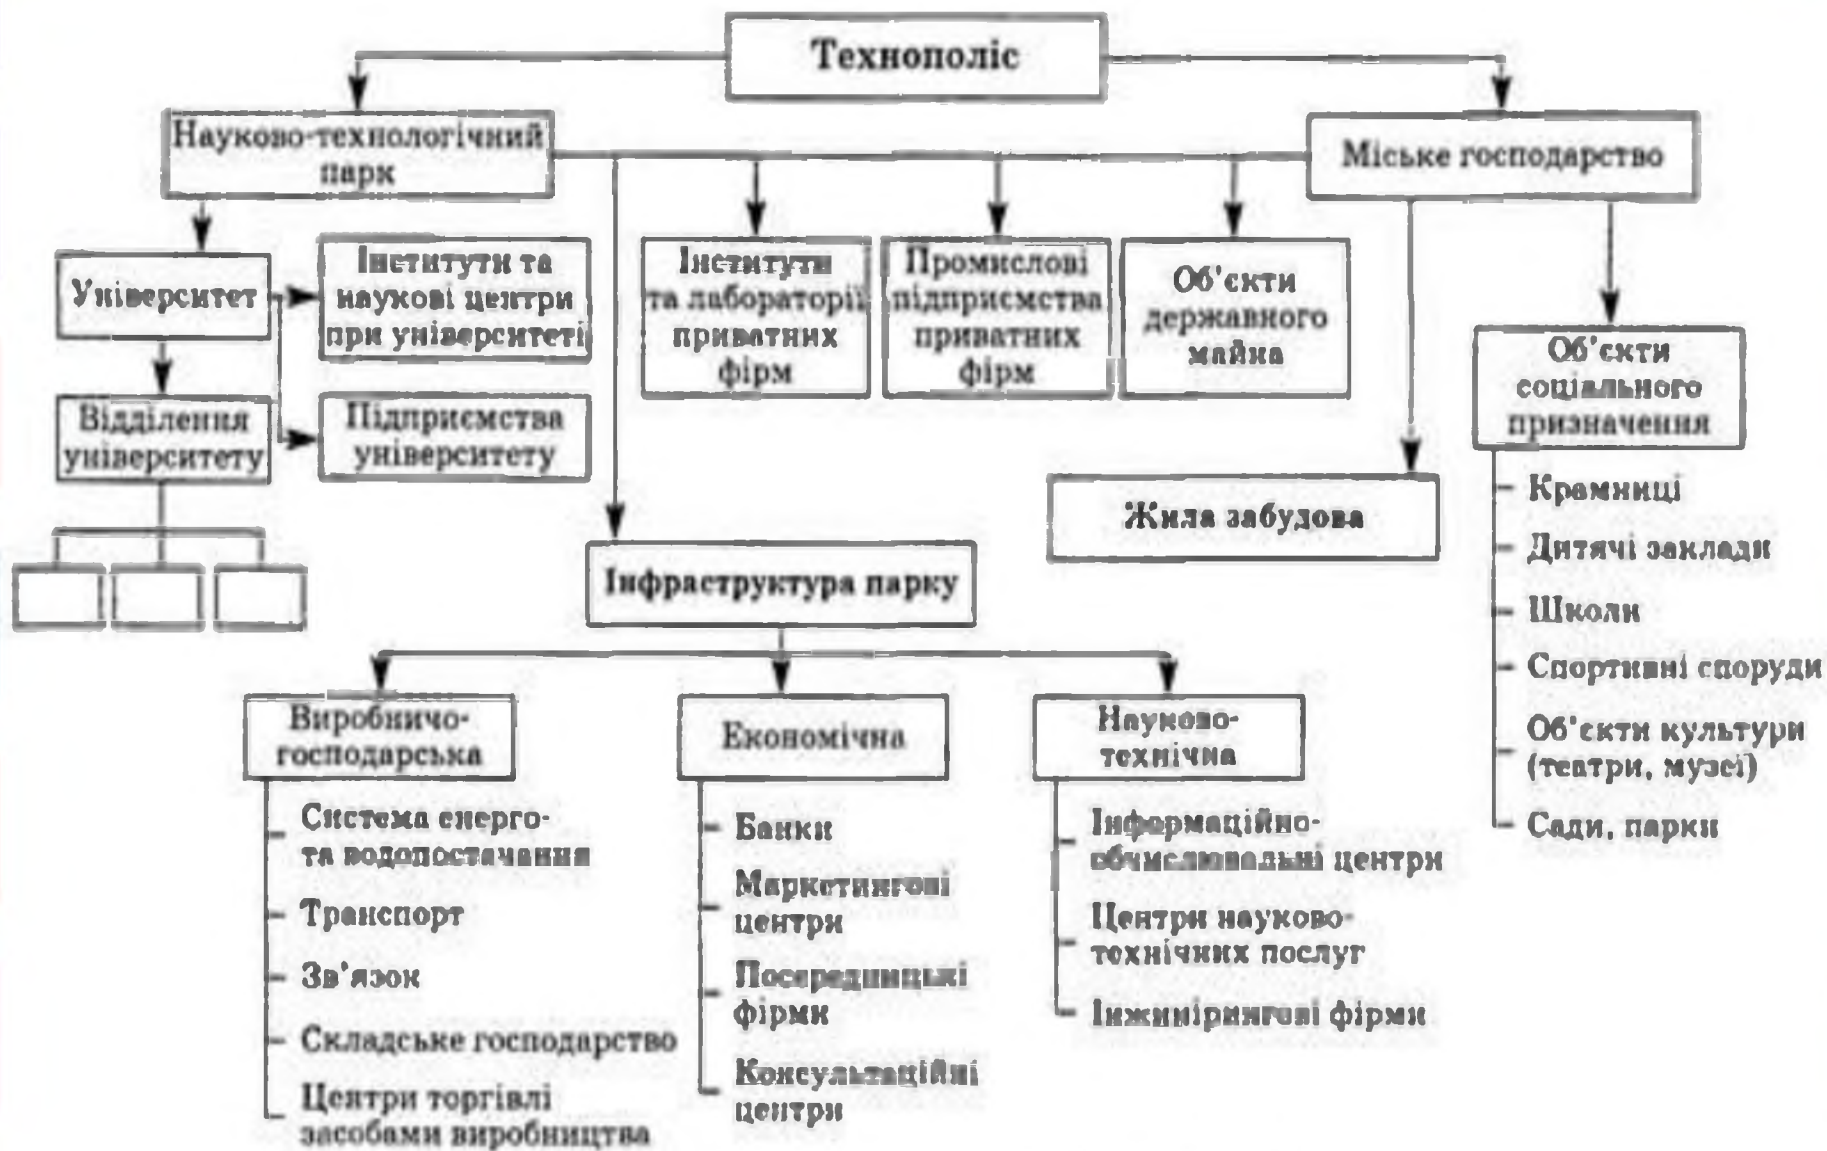 Технополіс
Науково-технологічний
парк
Міське господарство
Університет
Інститути та
наукові центри
при університеті
Інститути
та лабораторії
приватних
фірм
Промислові
підприємства
приватних
фірм
Об'єкти
державного
майна
Об'єкти
соціального
призначення
Відділення
університету
Підприємства
університету
Жила забудова
Крамниці
Дитячі заклади
Школи
Спортивні споруди
Об'єкти культури
(театри, музеї)
Сади, парки
Інфраструктура парку
Виробничо-
господарська
Система енерго-
та водопостачання
Транспорт
Зв'язок
Складське господарство
Центри торгівлі
засобами виробництва
Економічна
Банки
Маркетингові
центри
Посередницькі
фірми
Консультаційні
центри
Науково-
технічна
Інформаційно-
обчислювальні центри
Центри науково-
технічних послуг
Інжинірингові фірми